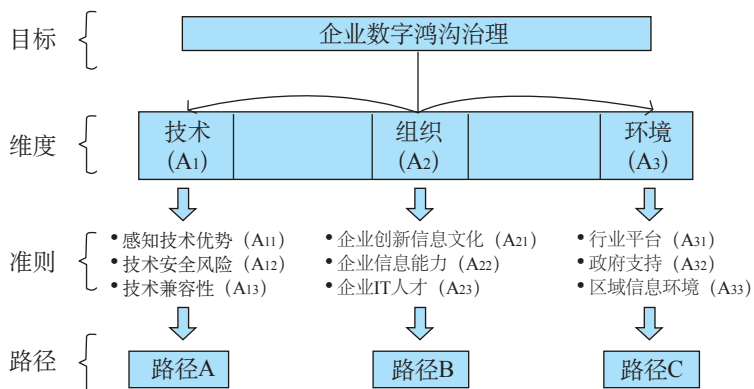 目标
企业数字鸿沟治理
维度
技术
(A1)
组织
(A2)
环境
(A3)
准则
• 感知技术优势（A11）
• 技术安全风险（A12）
• 技术兼容性（A13）
• 企业创新信息文化（A21）
• 企业信息能力（A22）
• 企业IT人才（A23）
• 行业平台（A31）
• 政府支持（A32）
• 区域信息环境（A33）
路径
路径A
路径B
路径C